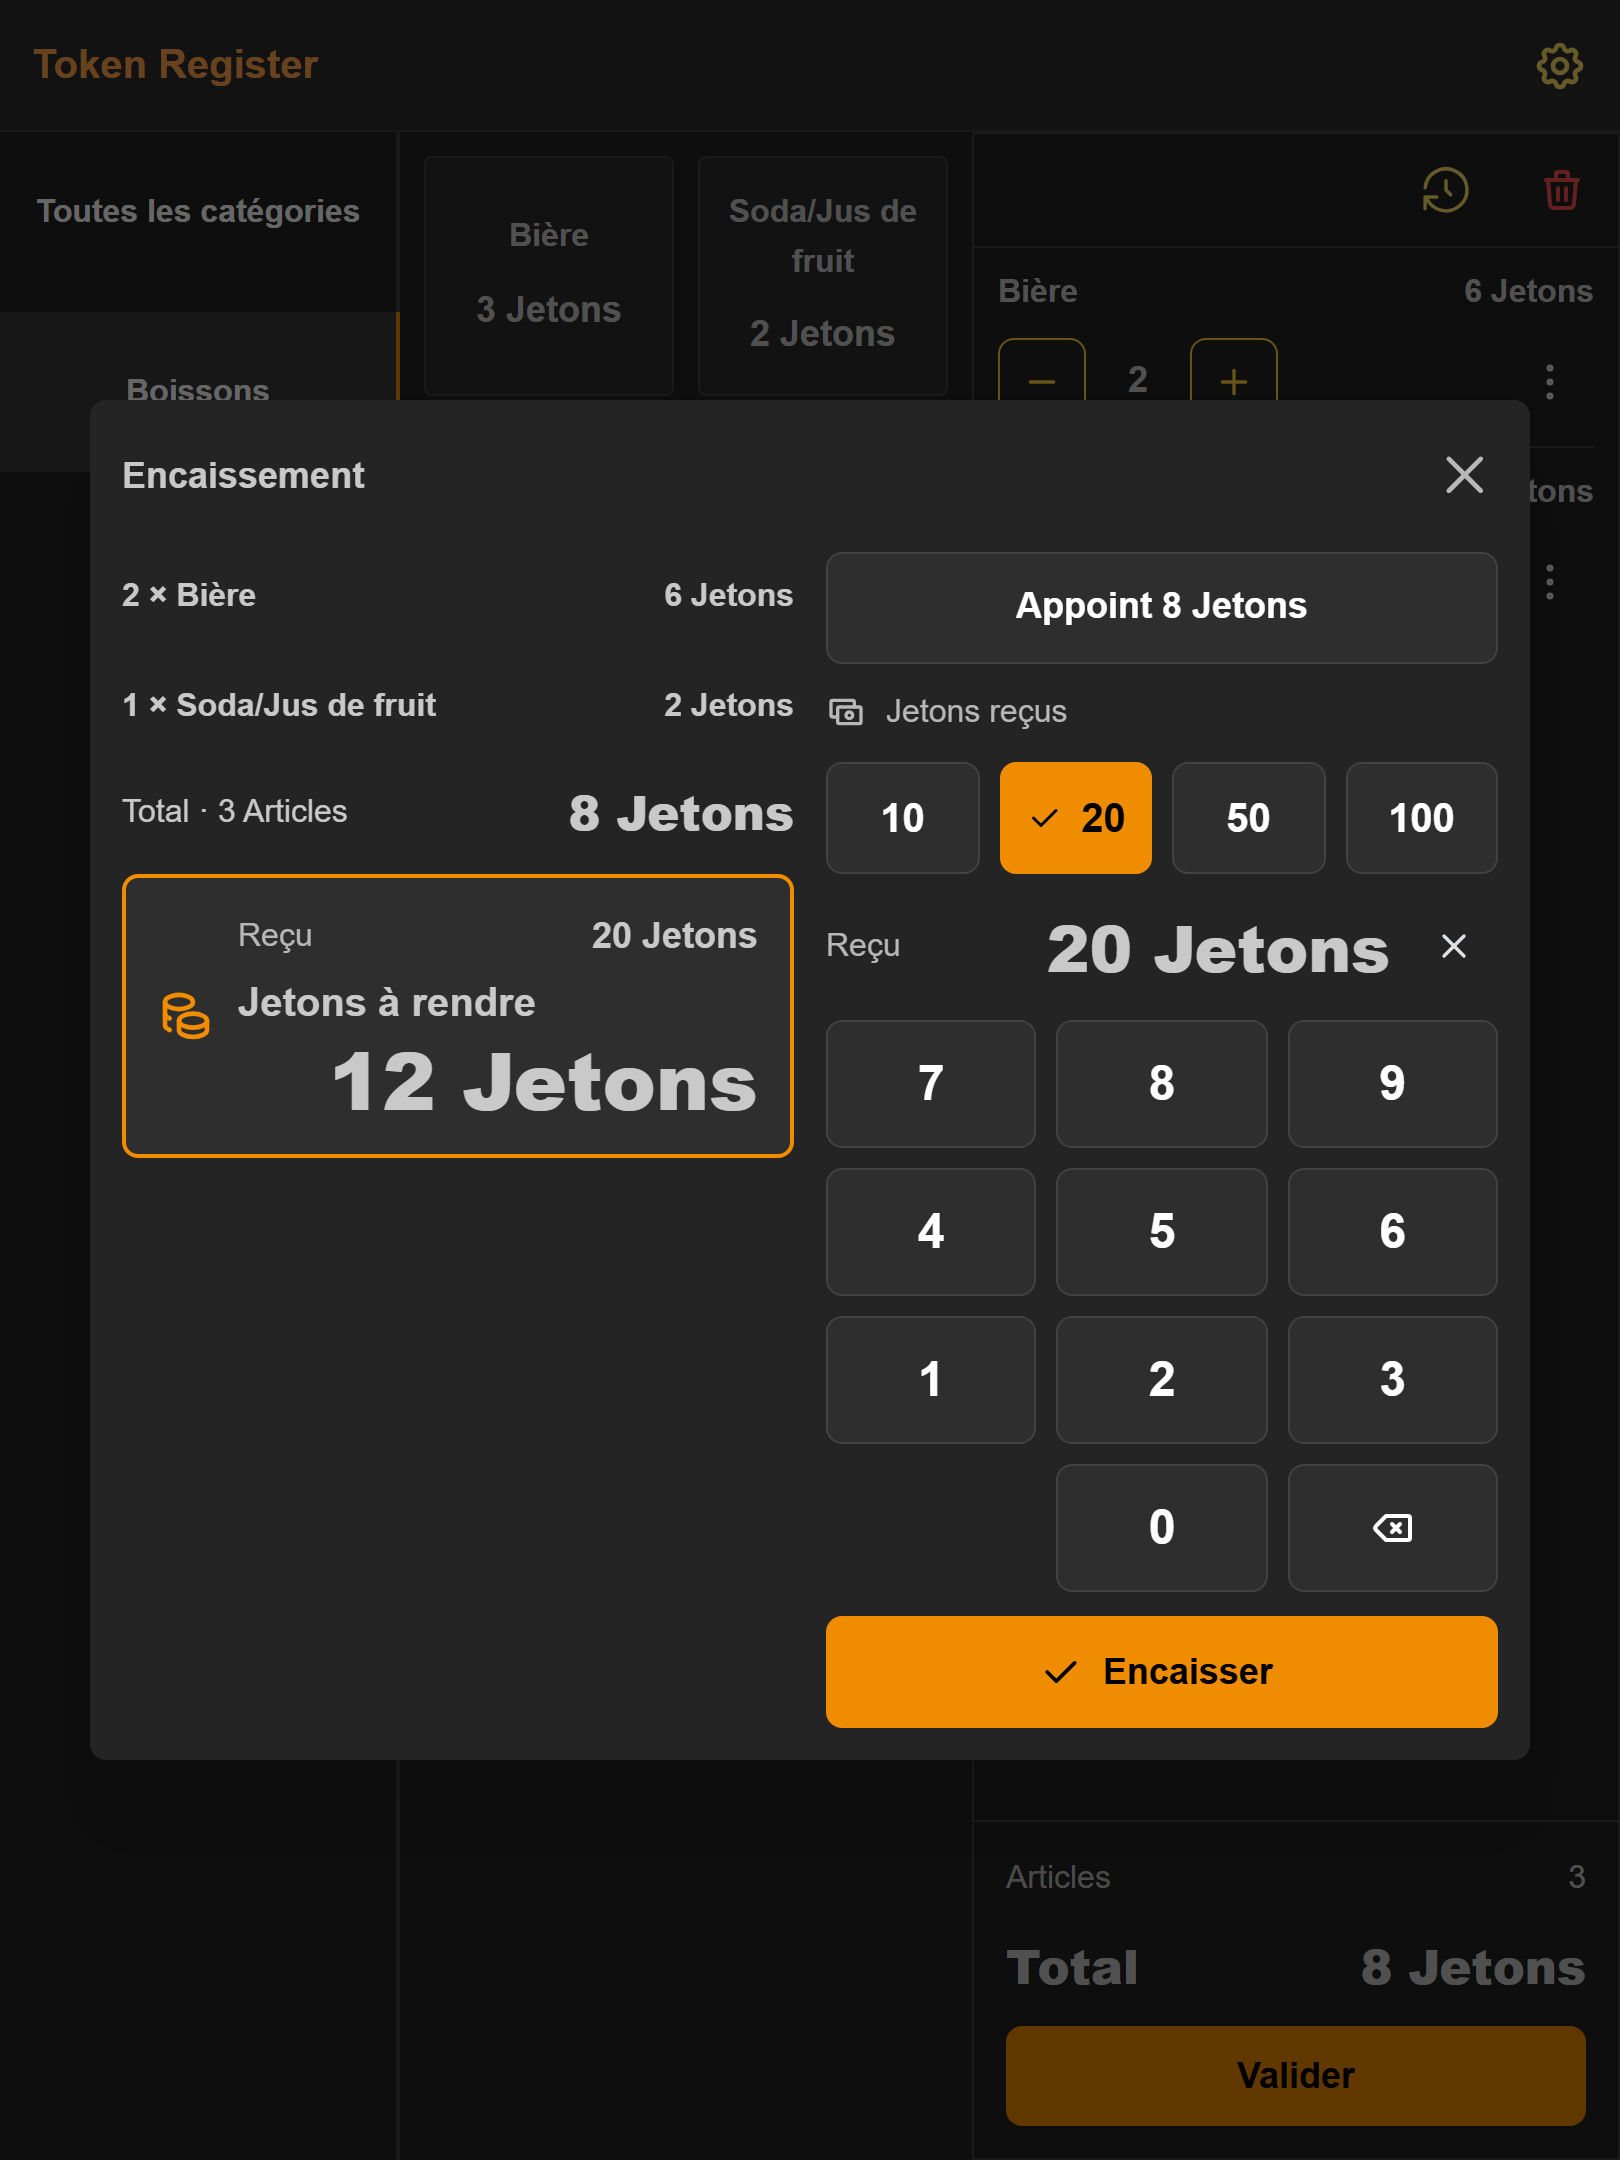 Token Register
Toutes les catégories
Boissons
Bière
3 Jetons
Soda/Jus de
fruit
2 Jetons
Bière
6 Jetons
2
tons
Encaissement
2 × Bière
6 Jetons
1 × Soda/Jus de fruit
2 Jetons
Total · 3 Articles
8 Jetons
Reçu
20 Jetons
Jetons à rendre
12 Jetons
Appoint 8 Jetons
Jetons reçus
10
20
50
100
Reçu
20 Jetons
7
8
9
4
5
6
1
2
3
0
Encaisser
Articles
3
Total
8 Jetons
Valider